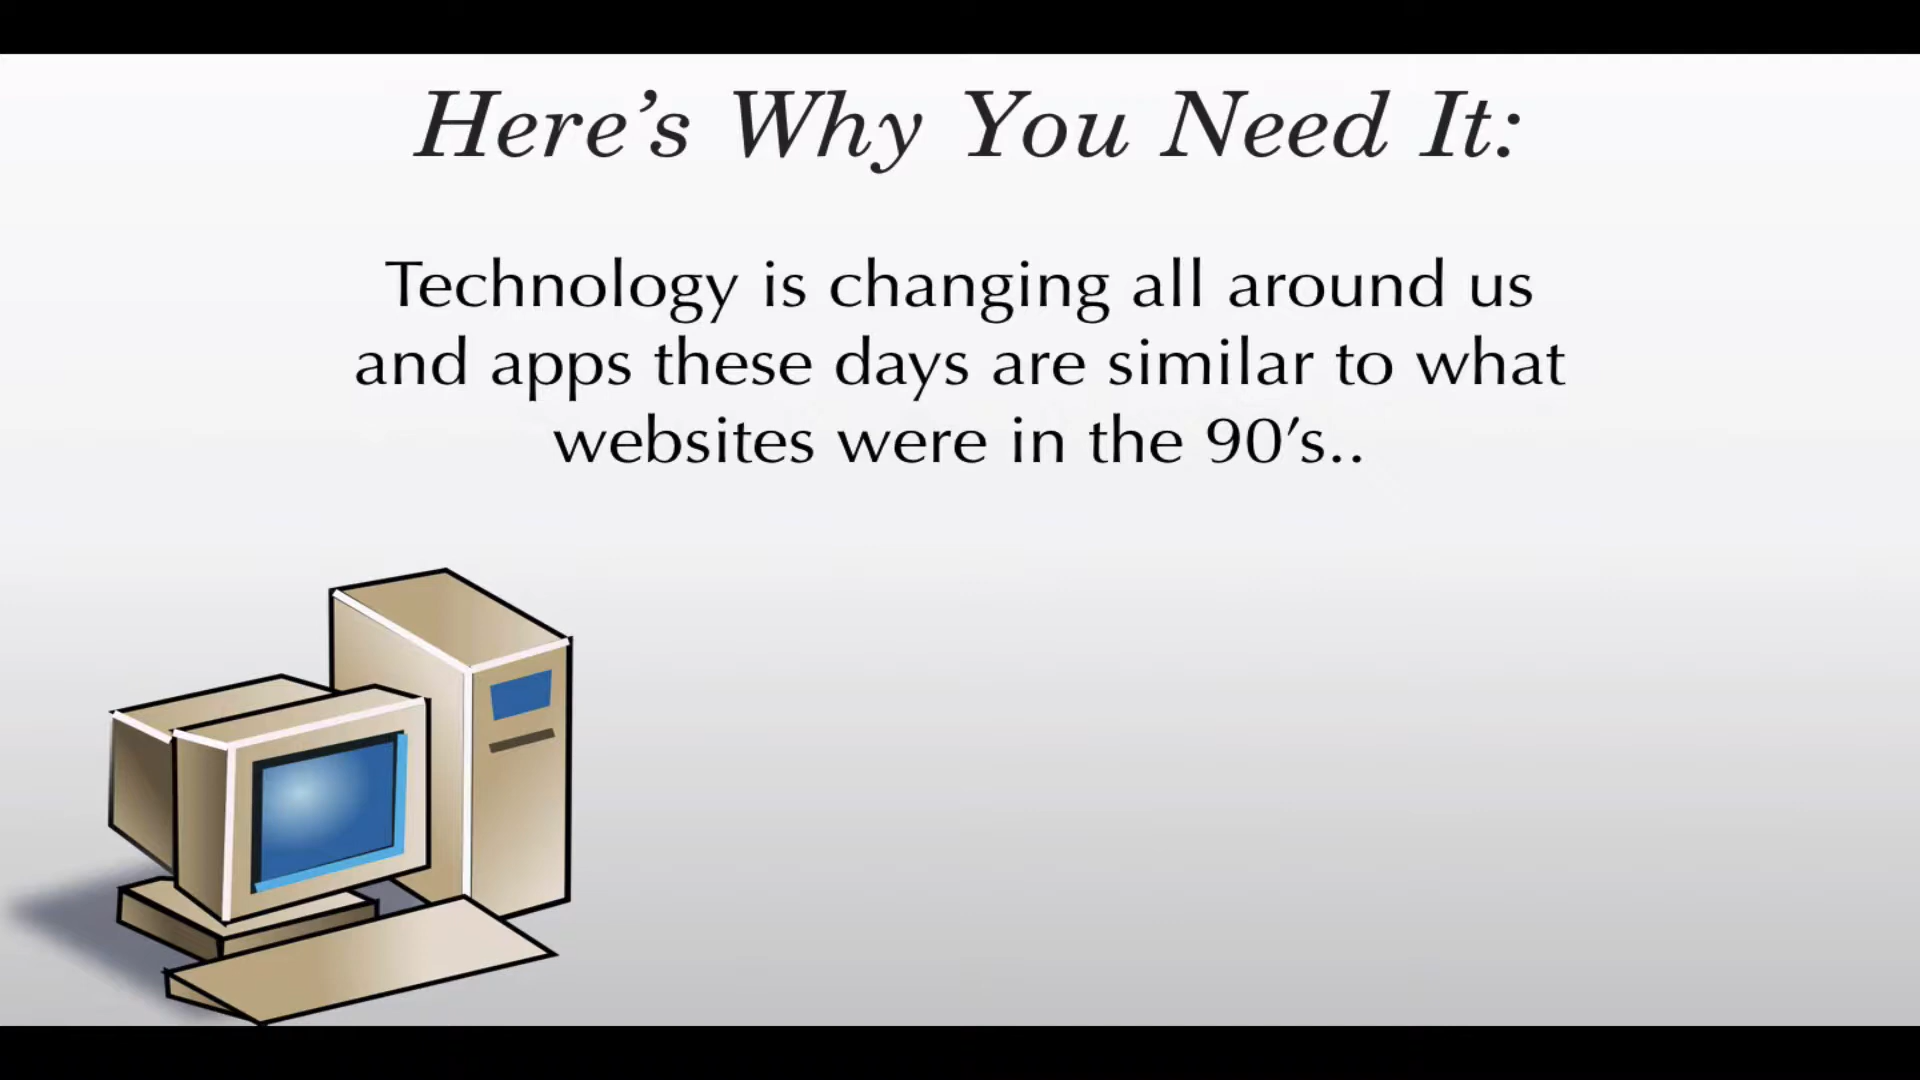 Here’s Why You Need It:
Technology is changing all around us
and apps these days are similar to what
websites were in the 90’s..